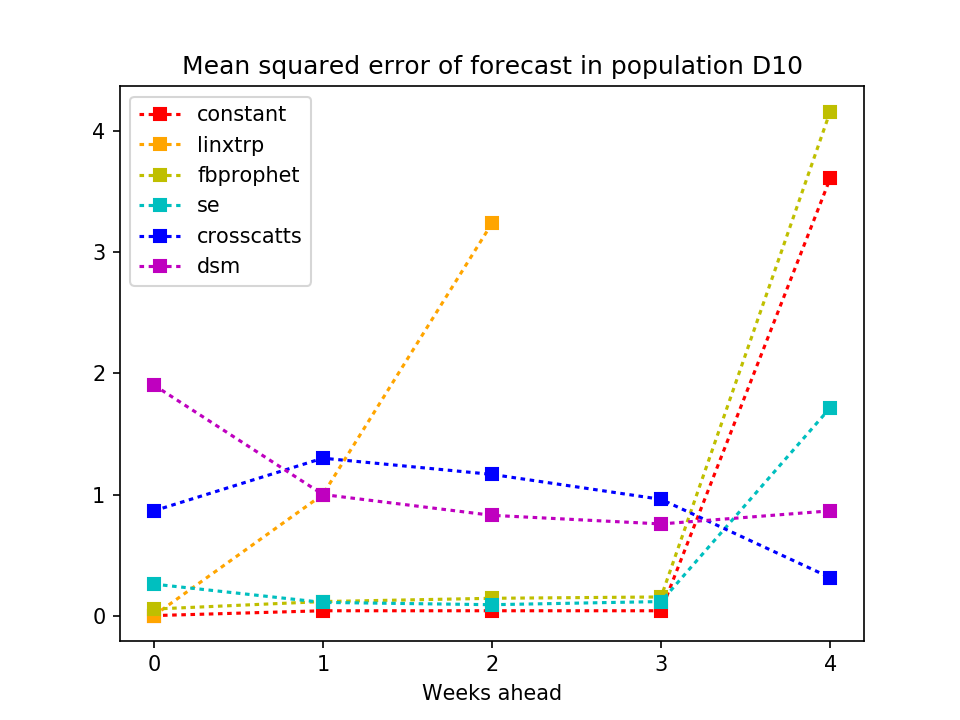 Mean squared error of forecast in population D10
constant
linxtrp
fbprophet
se
crosscatts
dsm
4
3
2
1
0
0 1 2 3 4
Weeks ahead